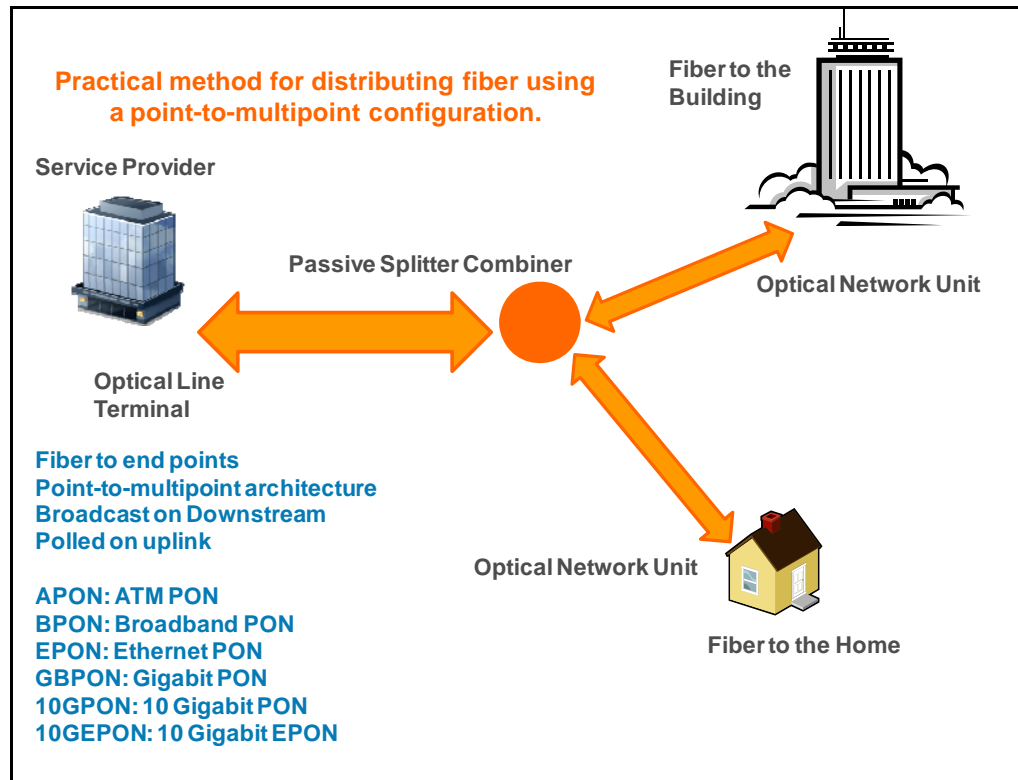 Practical method for distributing fiber using
a point-to-multipoint configuration.
Fiber to the
Building
Service Provider
Passive Splitter Combiner
Optical Network Unit
Optical Line
Terminal
Fiber to end points
Point-to-multipoint architecture
Broadcast on Downstream
Polled on uplink
Optical Network Unit
APON: ATM PON
BPON: Broadband PON
EPON: Ethernet PON
GBPON: Gigabit PON
10GPON: 10 Gigabit PON
10GEPON: 10 Gigabit EPON
Fiber to the Home